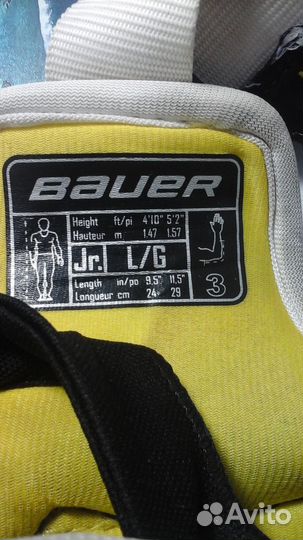 BAUER
Height ft/pi 4'10" 5'2"
Hauteur m 1.47 1.57
Jr. L/G
Length in/po 9.5" 11.5"
Longueur cm 24 29
3
Avito